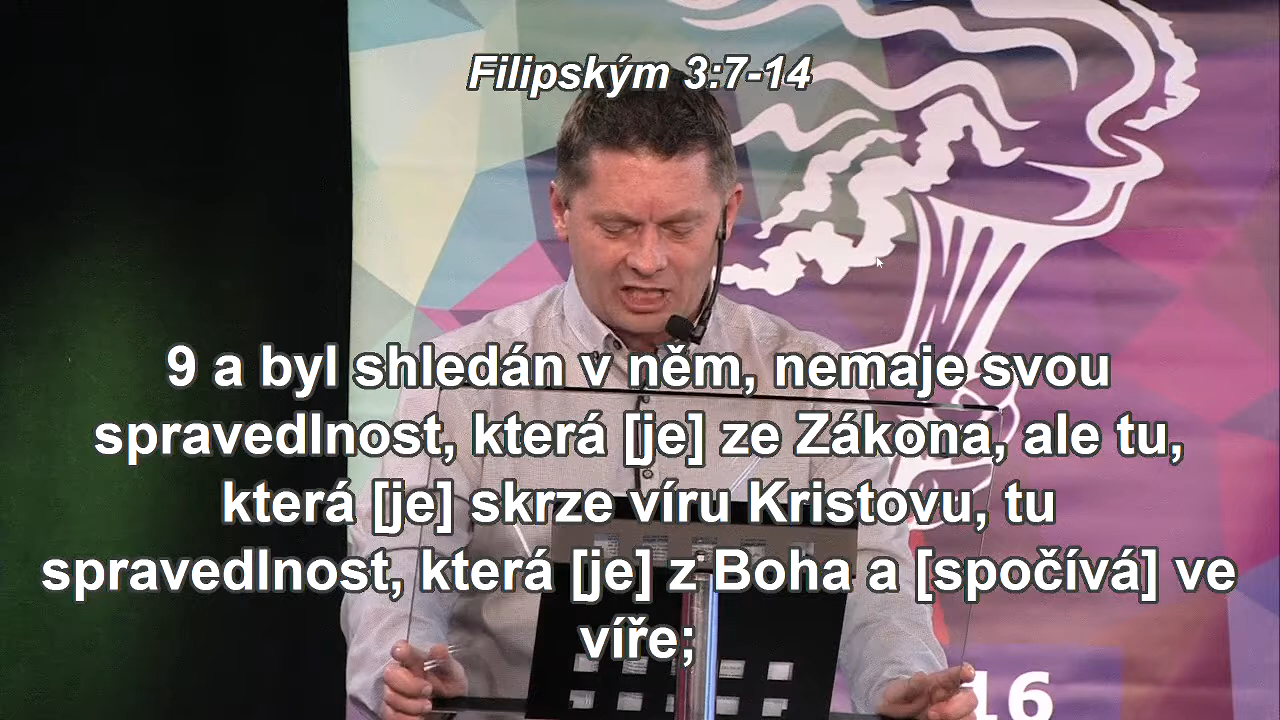 Filipským 3:7-14
9 a byl shledán v něm, nemaje svou
spravedlnost, která [je] ze Zákona, ale tu,
která [je] skrze víru Kristovu, tu
spravedlnost, která [je] z Boha a [spočívá] ve
víře;
16